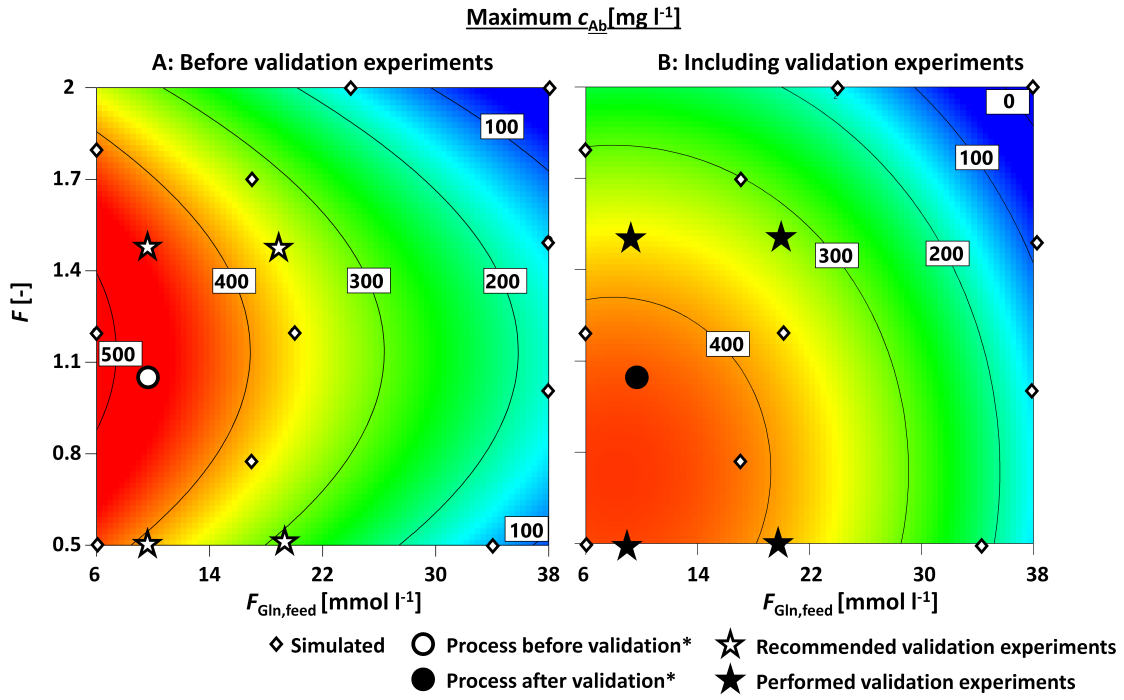 Maximum c_Ab[mg l⁻¹]
A: Before validation experiments
B: Including validation experiments
2
1.7
1.4
1.1
0.8
0.5
F [-]
100
400
300
200
500
100
0
100
200
300
400
6 14 22 30 38
6 14 22 30 38
F_Gln,feed [mmol l⁻¹]
F_Gln,feed [mmol l⁻¹]
Simulated
Process before validation*
Recommended validation experiments
Process after validation*
Performed validation experiments